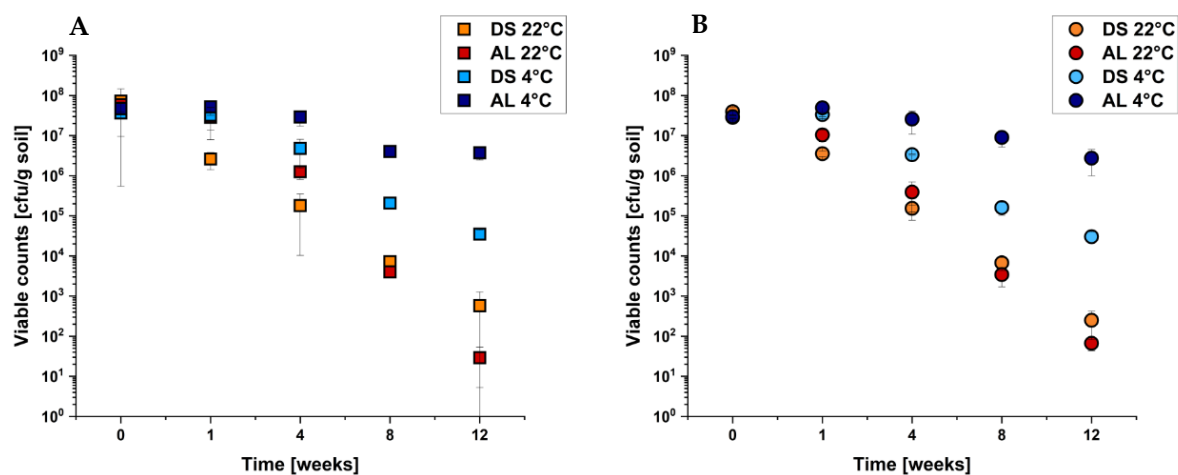 A
DS 22°C
AL 22°C
DS 4°C
AL 4°C
10⁹
10⁸
10⁷
10⁶
10⁵
10⁴
10³
10²
10¹
10⁰
Viable counts [cfu/g soil]
0 1 4 8 12
Time [weeks]
B
DS 22°C
AL 22°C
DS 4°C
AL 4°C
10⁹
10⁸
10⁷
10⁶
10⁵
10⁴
10³
10²
10¹
10⁰
Viable counts [cfu/g soil]
0 1 4 8 12
Time [weeks]